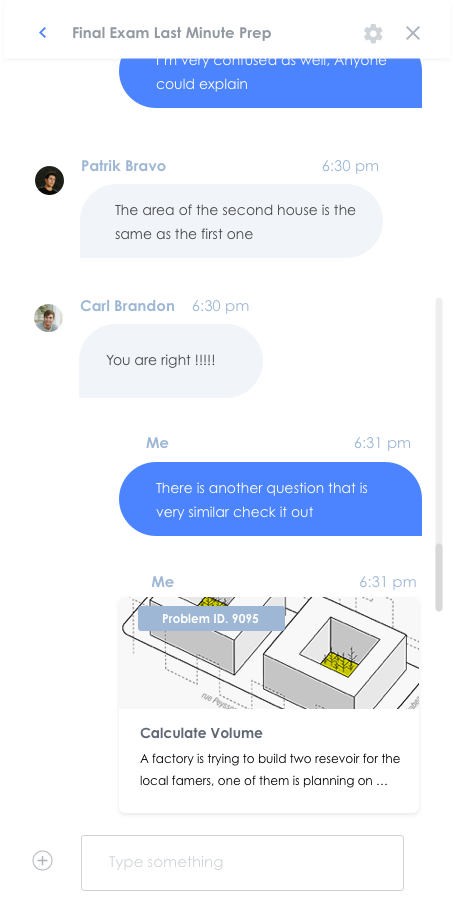 Final Exam Last Minute Prep
I'm very confused as well, Anyone
could explain
Patrik Bravo 6:30 pm
The area of the second house is the
same as the first one
Carl Brandon 6:30 pm
You are right !!!!!
Me 6:31 pm
There is another question that is
very similar check it out
Me 6:31 pm
Problem ID. 9095
rue Peyss
Calculate Volume
A factory is trying to build two resevoir for the
local famers, one of them is planning on ...
Type something